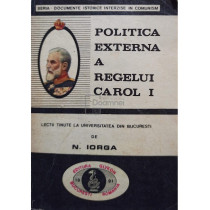 SERIA: DOCUMENTE ISTORICE INTERZISE IN COMUNISM
POLITICA
EXTERNA
A
REGELUI
CAROL I
LECTII TINUTE LA UNIVERSITATEA DIN BUCURESTI
DE
N. IORGA